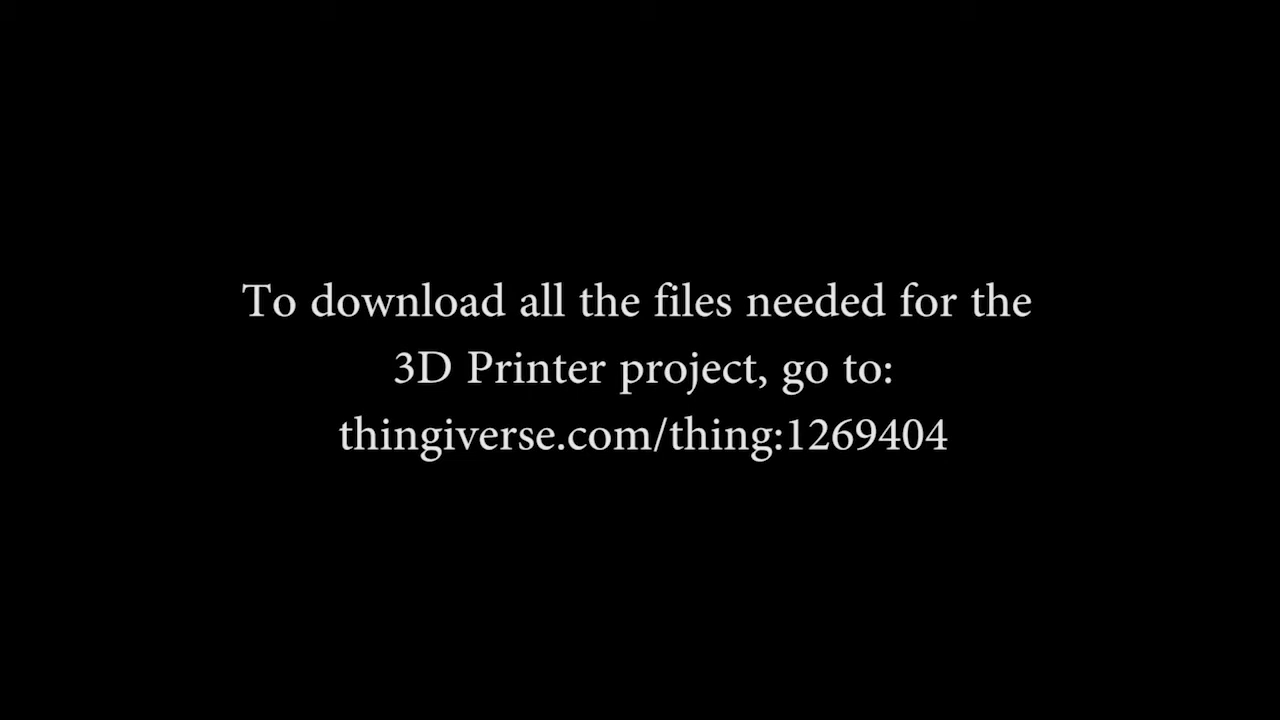 To download all the files needed for the
3D Printer project, go to:
thingiverse.com/thing:1269404